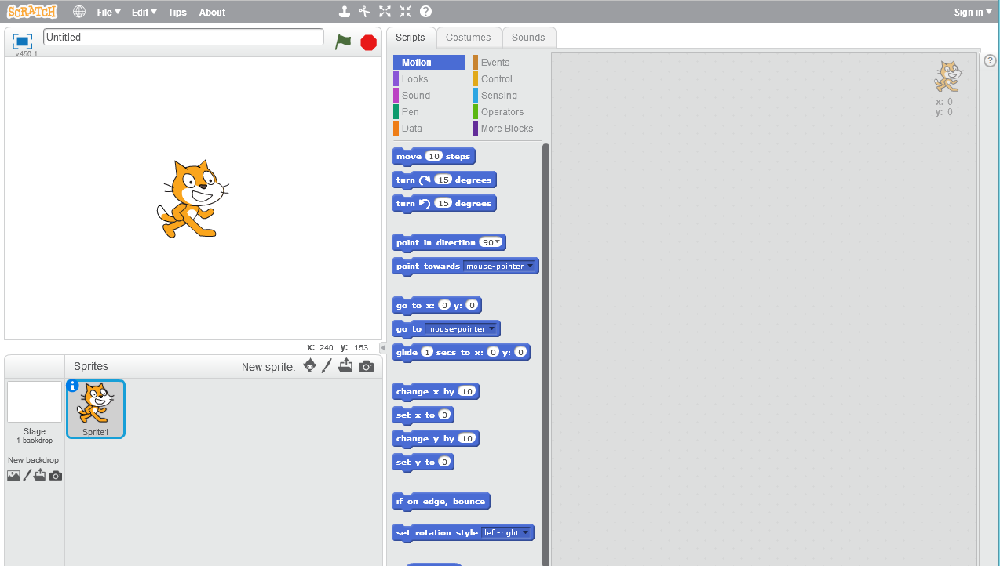 SCRATCH File Edit Tips About Sign in
Untitled
v450.1
x: 240 y: 153
Sprites New sprite:
Sprite1
Stage
1 backdrop
New backdrop:
Scripts Costumes Sounds
Motion Events
Looks Control
Sound Sensing
Pen Operators
Data More Blocks
move 10 steps
turn 15 degrees
turn 15 degrees
point in direction 90
point towards mouse-pointer
go to x: 0 y: 0
go to mouse-pointer
glide 1 secs to x: 0 y: 0
change x by 10
set x to 0
change y by 10
set y to 0
if on edge, bounce
set rotation style left-right
x: 0
y: 0